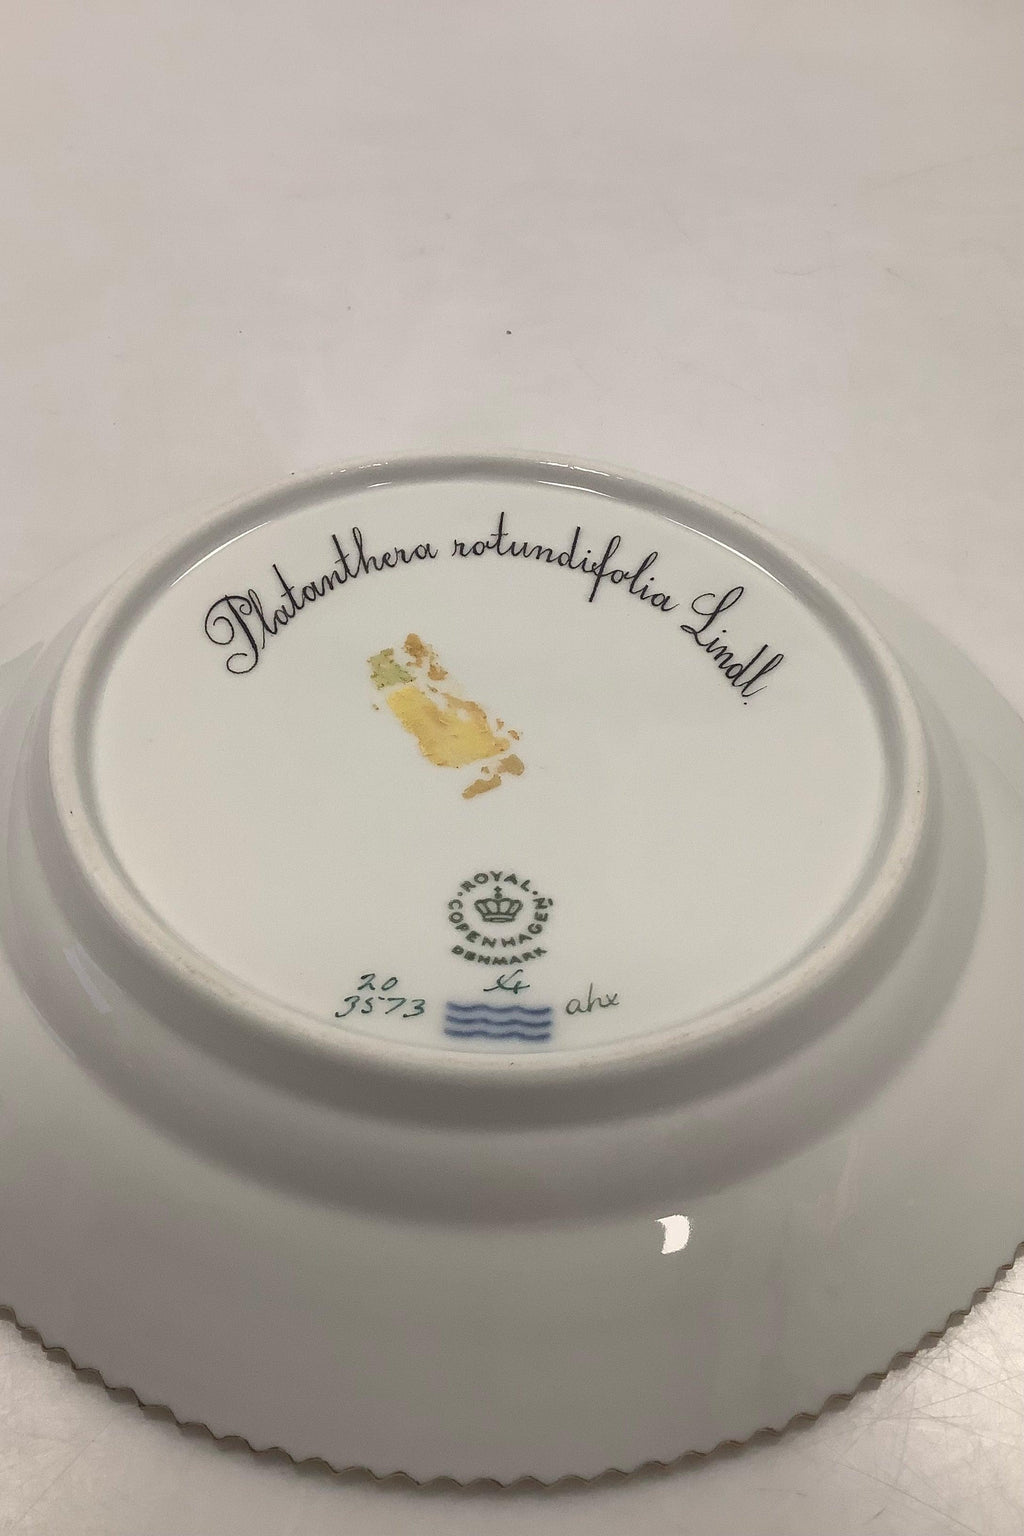 Platanthera rotundifolia Lindl.
ROYAL
COPENHAGEN
DENMARK
20
3573
ahx